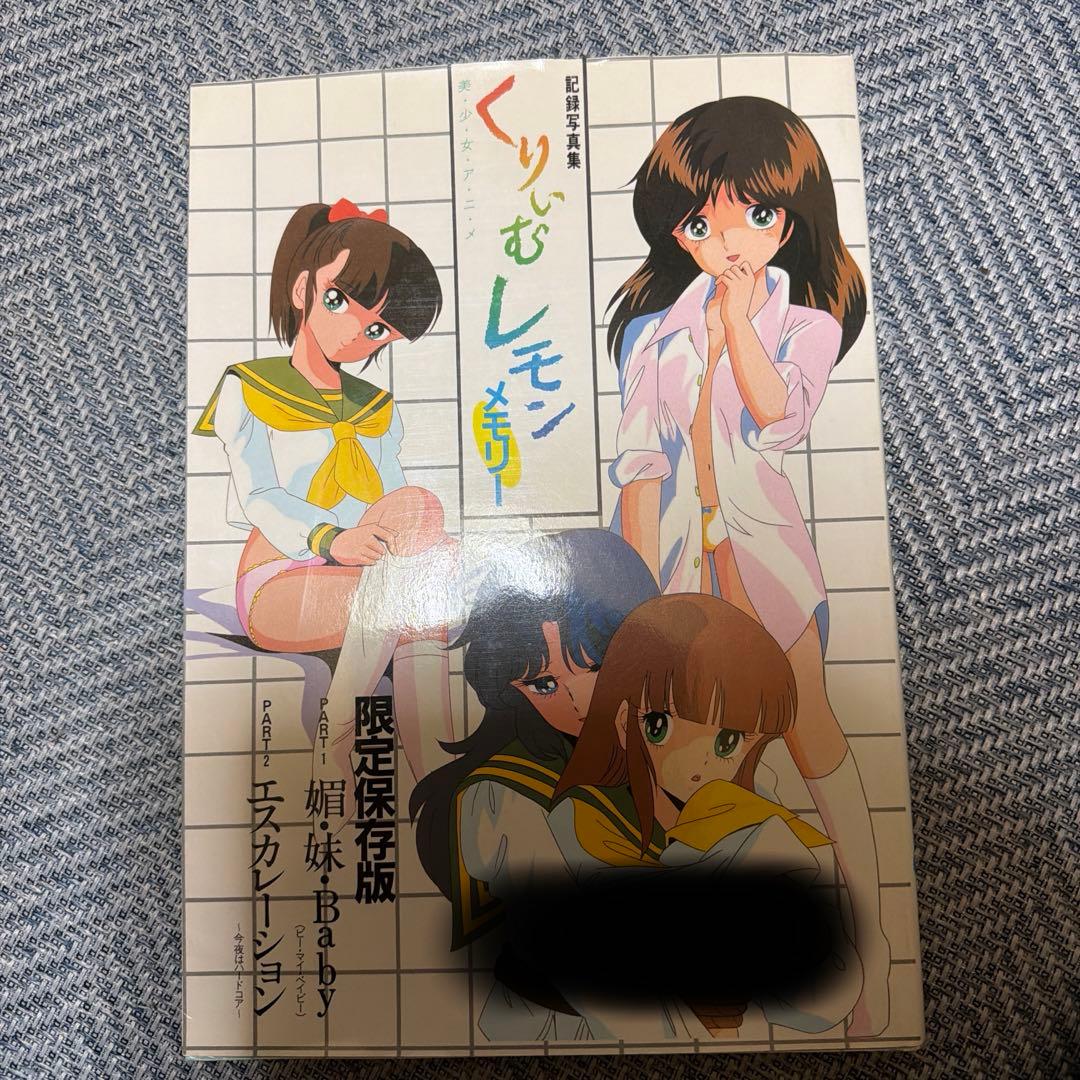 記録写真集
美・少・女・ア・ニ・メ
くりいむレモン
メモリー
限定保存版
PART1
媚・妹・Baby
(ビー・マイ・ベイビー)
PART2
エスカレーション
~今夜はハードコア~